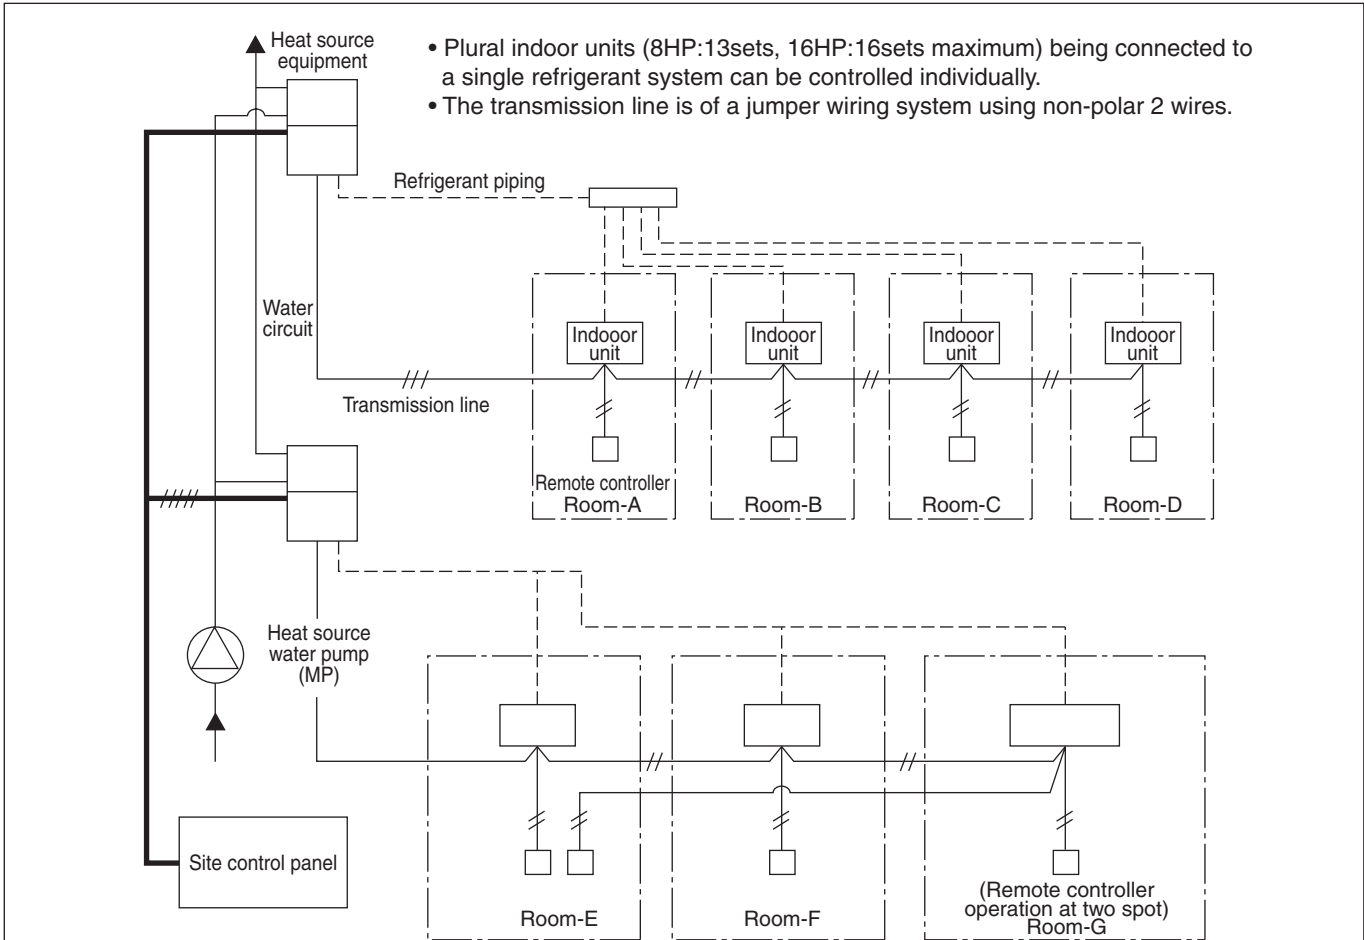 Heat source
equipment
• Plural indoor units (8HP:13sets, 16HP:16sets maximum) being connected to
a single refrigerant system can be controlled individually.
• The transmission line is of a jumper wiring system using non-polar 2 wires.
Refrigerant piping
Water
circuit
Indooor
unit
Indooor
unit
Indooor
unit
Indooor
unit
Transmission line
Remote controller
Room-A
Room-B
Room-C
Room-D
Heat source
water pump
(MP)
Site control panel
Room-E
Room-F
(Remote controller
operation at two spot)
Room-G